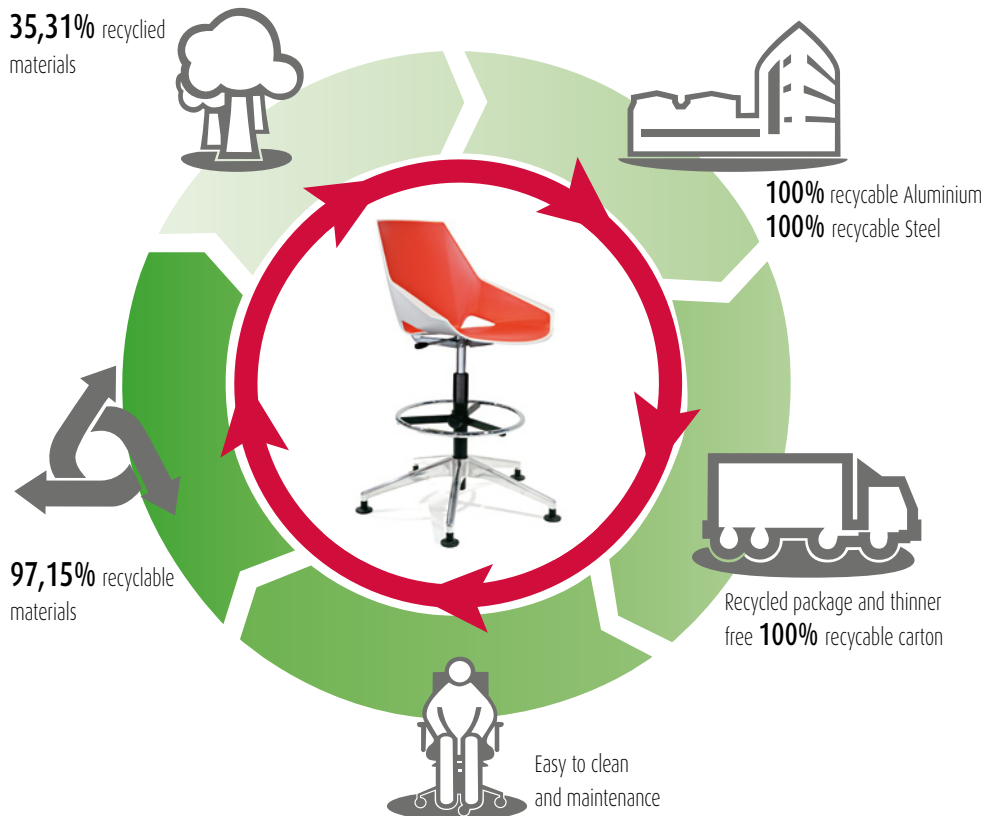 35,31% recyclied
materials
100% recycable Aluminium
100% recycable Steel
Recycled package and thinner
free 100% recycable carton
97,15% recyclable
materials
Easy to clean
and maintenance